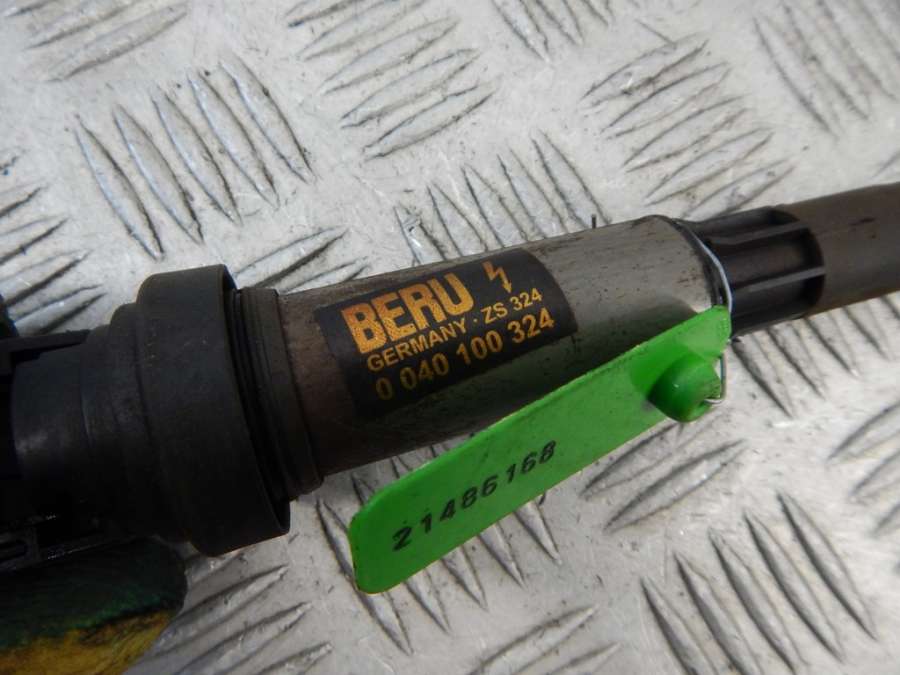 BERU
GERMANY · ZS 324
0 040 100 324
21486168